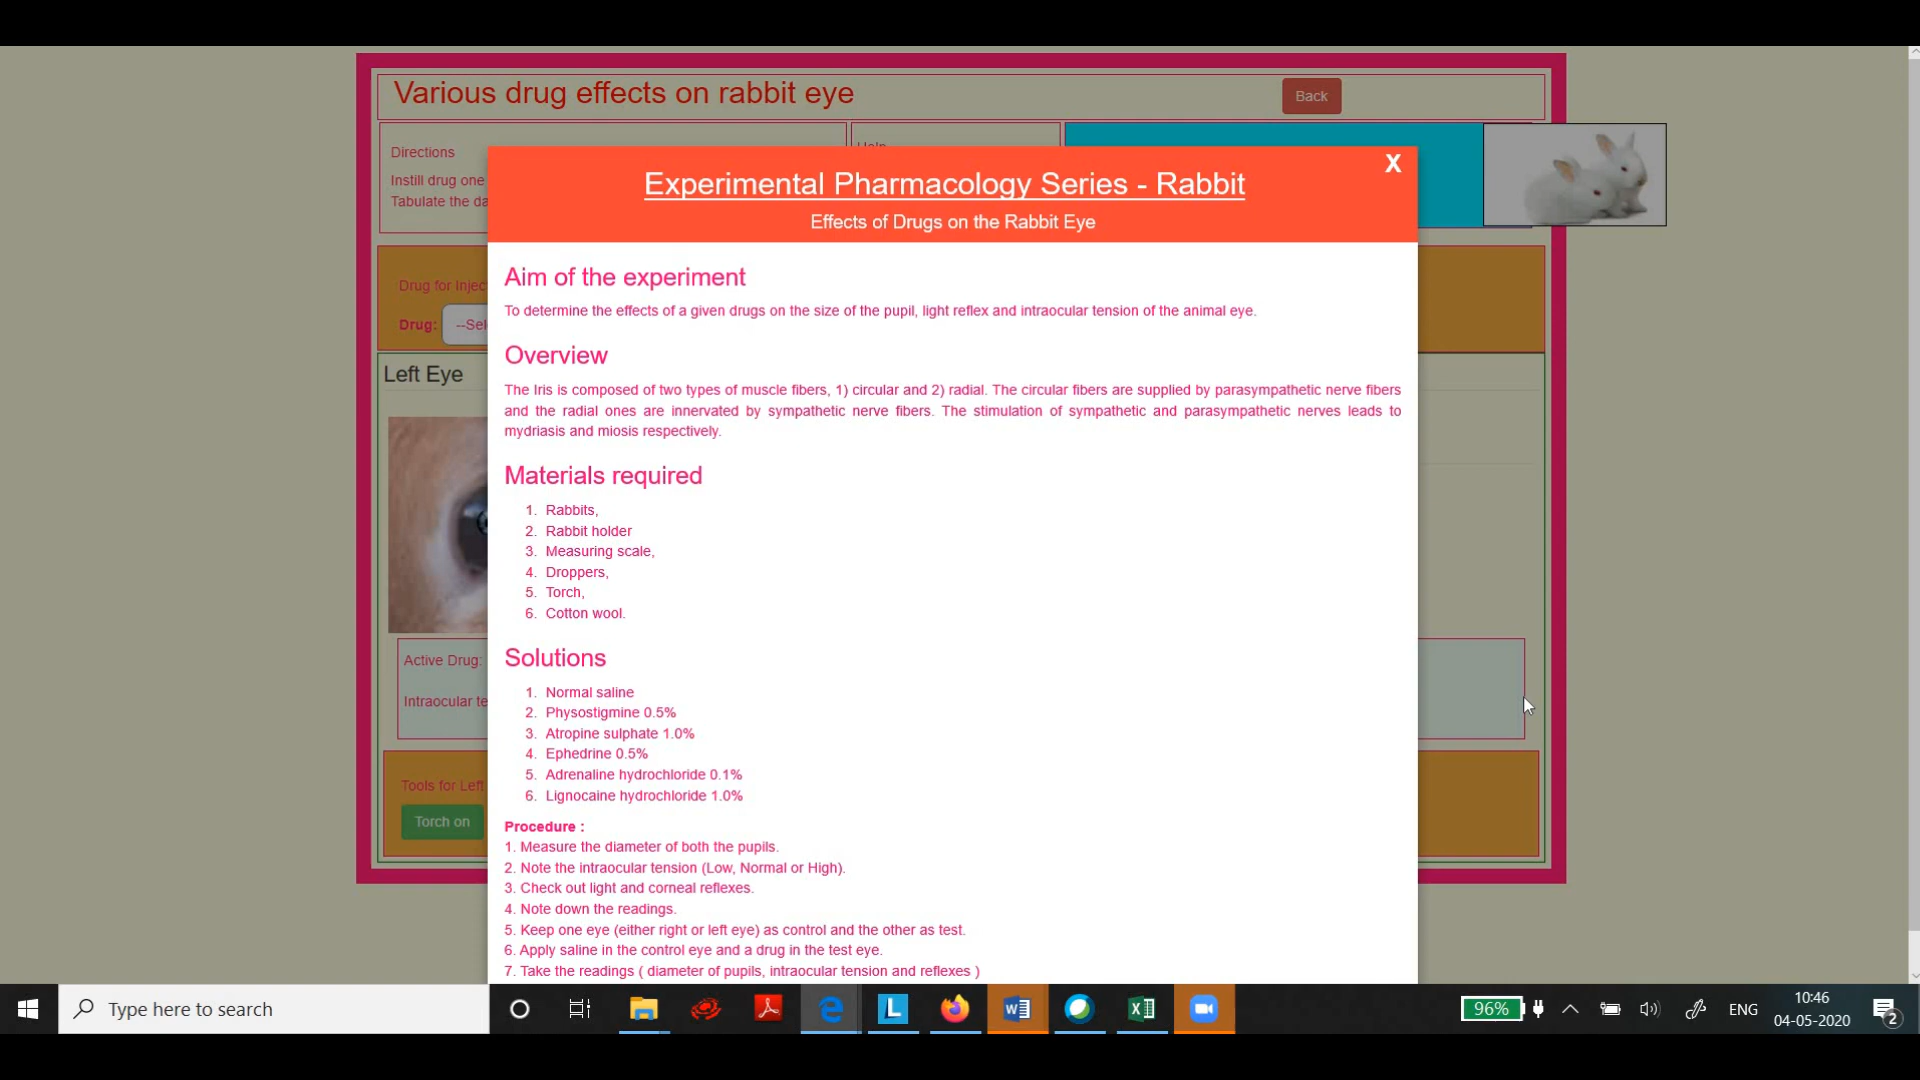 Various drug effects on rabbit eye
Back
Directions
Instill drug one
Tabulate the da
Experimental Pharmacology Series - Rabbit
X
Effects of Drugs on the Rabbit Eye
Drug for Injec
Drug: --Sel
Left Eye
Aim of the experiment
To determine the effects of a given drugs on the size of the pupil, light reflex and intraocular tension of the animal eye.
Overview
The Iris is composed of two types of muscle fibers, 1) circular and 2) radial. The circular fibers are supplied by parasympathetic nerve fibers
and the radial ones are innervated by sympathetic nerve fibers. The stimulation of sympathetic and parasympathetic nerves leads to
mydriasis and miosis respectively.
Materials required
1. Rabbits,
2. Rabbit holder
3. Measuring scale,
4. Droppers,
5. Torch,
6. Cotton wool.
Active Drug:
Intraocular te
Solutions
1. Normal saline
2. Physostigmine 0.5%
3. Atropine sulphate 1.0%
4. Ephedrine 0.5%
5. Adrenaline hydrochloride 0.1%
6. Lignocaine hydrochloride 1.0%
Tools for Left
Torch on
Procedure :
1. Measure the diameter of both the pupils.
2. Note the intraocular tension (Low, Normal or High).
3. Check out light and corneal reflexes.
4. Note down the readings.
5. Keep one eye (either right or left eye) as control and the other as test.
6. Apply saline in the control eye and a drug in the test eye.
7. Take the readings ( diameter of pupils, intraocular tension and reflexes )
Type here to search
96%
ENG
10:46
04-05-2020
2